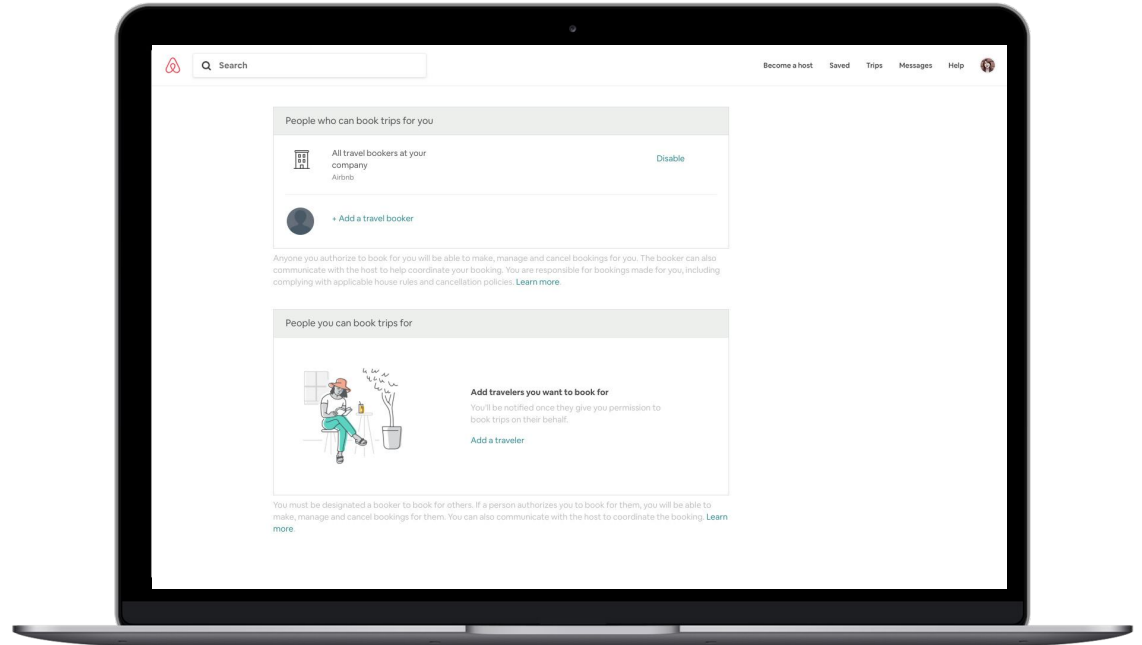 Search
Become a host Saved Trips Messages Help
People who can book trips for you
All travel bookers at your
company
Airbnb
Disable
+ Add a travel booker
Anyone you authorize to book for you will be able to make, manage and cancel bookings for you. The booker can also
communicate with the host to help coordinate your booking. You are responsible for bookings made for you, including
complying with applicable house rules and cancellation policies. Learn more.
People you can book trips for
Add travelers you want to book for
You'll be notified once they give you permission to
book trips on their behalf.
Add a traveler
You must be designated a booker to book for others. If a person authorizes you to book for them, you will be able to
make, manage and cancel bookings for them. You can also communicate with the host to coordinate the booking. Learn
more.